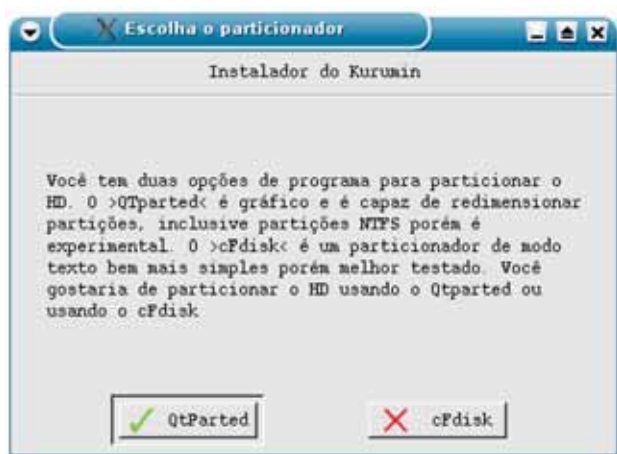 Escolha o particionador
Instalador do Kurumin
Você tem duas opções de programa para particionar o
HD. O >QTparted< é gráfico e é capaz de redimensionar
partições, inclusive partições NTFS porém é
experimental. O >cFdisk< é um particionador de modo
texto bem mais simples porém melhor testado. Você
gostaria de particionar o HD usando o Qtparted ou
usando o cFdisk
QtParted
cFdisk